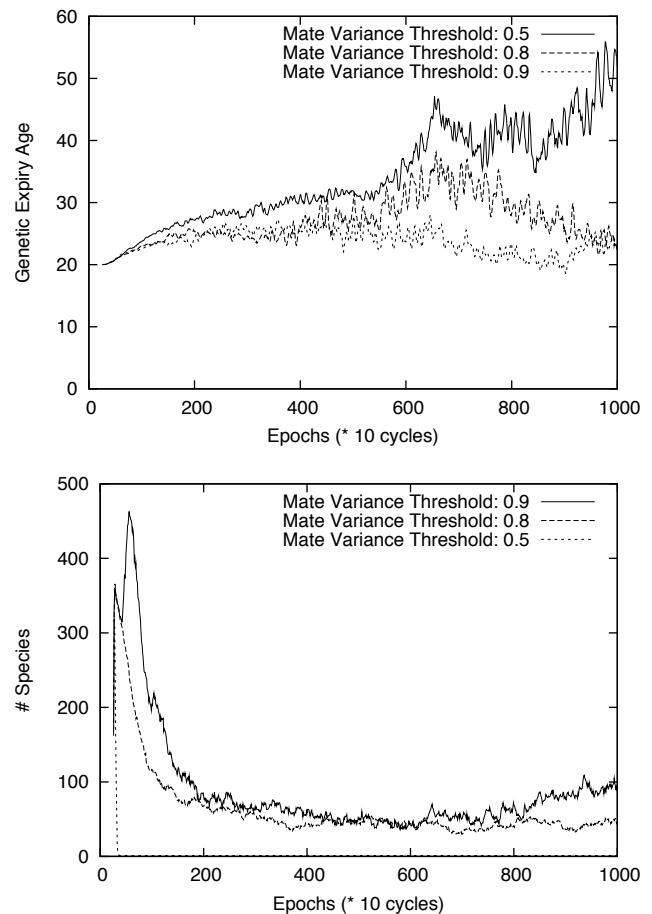 60
50
40
30
20
10
0
Genetic Expiry Age
Mate Variance Threshold: 0.5
Mate Variance Threshold: 0.8
Mate Variance Threshold: 0.9
0 200 400 600 800 1000
Epochs (* 10 cycles)
500
400
300
200
100
0
# Species
Mate Variance Threshold: 0.9
Mate Variance Threshold: 0.8
Mate Variance Threshold: 0.5
0 200 400 600 800 1000
Epochs (* 10 cycles)